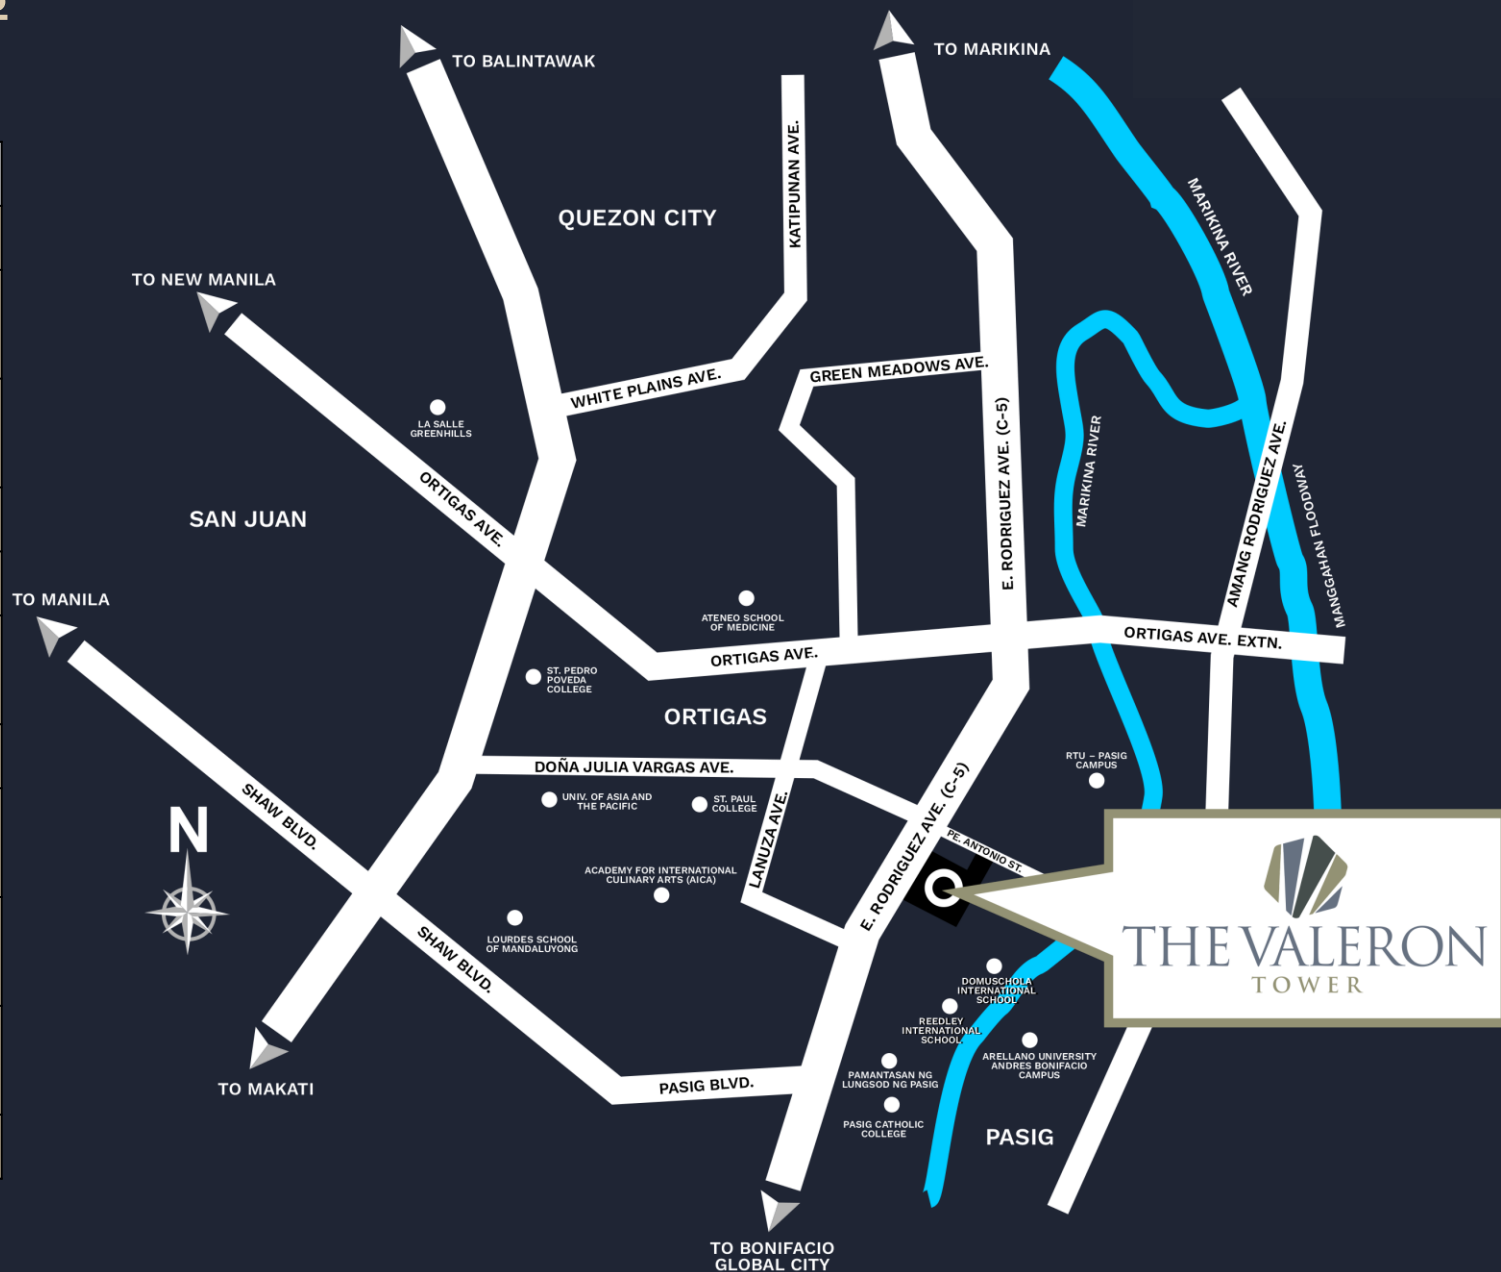 TO MARIKINA
TO BALINTAWAK
KATIPUNAN AVE.
QUEZON CITY
MARIKINA RIVER
TO NEW MANILA
WHITE PLAINS AVE.
GREEN MEADOWS AVE.
LA SALLE
GREENHILLS
E. RODRIGUEZ AVE. (C-5)
MARIKINA RIVER
AMANG RODRIGUEZ AVE.
MANGGAHAN FLOODWAY
ORTIGAS AVE.
SAN JUAN
TO MANILA
ATENEO SCHOOL
OF MEDICINE
ORTIGAS AVE.
ORTIGAS AVE. EXTN.
ST. PEDRO
POVEDA
COLLEGE
ORTIGAS
DOÑA JULIA VARGAS AVE.
RTU – PASIG
CAMPUS
UNIV. OF ASIA AND
THE PACIFIC
ST. PAUL
COLLEGE
SHAW BLVD.
N
LANUZA AVE.
E. RODRIGUEZ AVE. (C-5)
PE. ANTONIO ST.
ACADEMY FOR INTERNATIONAL
CULINARY ARTS (AICA)
LOURDES SCHOOL
OF MANDALUYONG
SHAW BLVD.
THE VALERON
TOWER
DOMUSCHOLA
INTERNATIONAL
SCHOOL
REEDLEY
INTERNATIONAL
SCHOOL
ARELLANO UNIVERSITY
ANDRES BONIFACIO
CAMPUS
PAMANTASAN NG
LUNGSOD NG PASIG
PASIG BLVD.
TO MAKATI
PASIG CATHOLIC
COLLEGE
PASIG
TO BONIFACIO
GLOBAL CITY